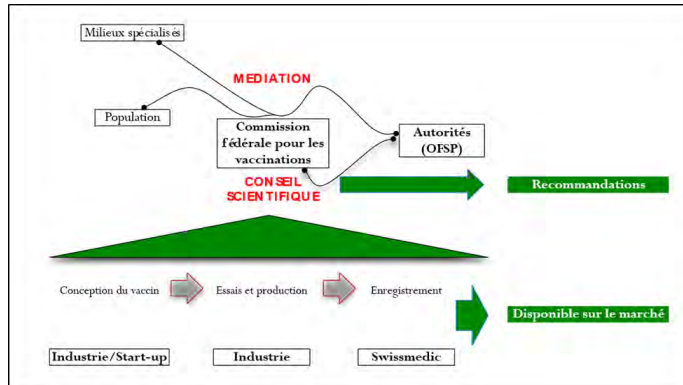 Milieux spécialisés
MEDIATION
Population
Commission
fédérale pour les
vaccinations
Autorités
(OFSP)
CONSEIL
SCIENTIFIQUE
Recommandations
Conception du vaccin
Essais et production
Enregistrement
Disponible sur le marché
Industrie/Start-up
Industrie
Swissmedic